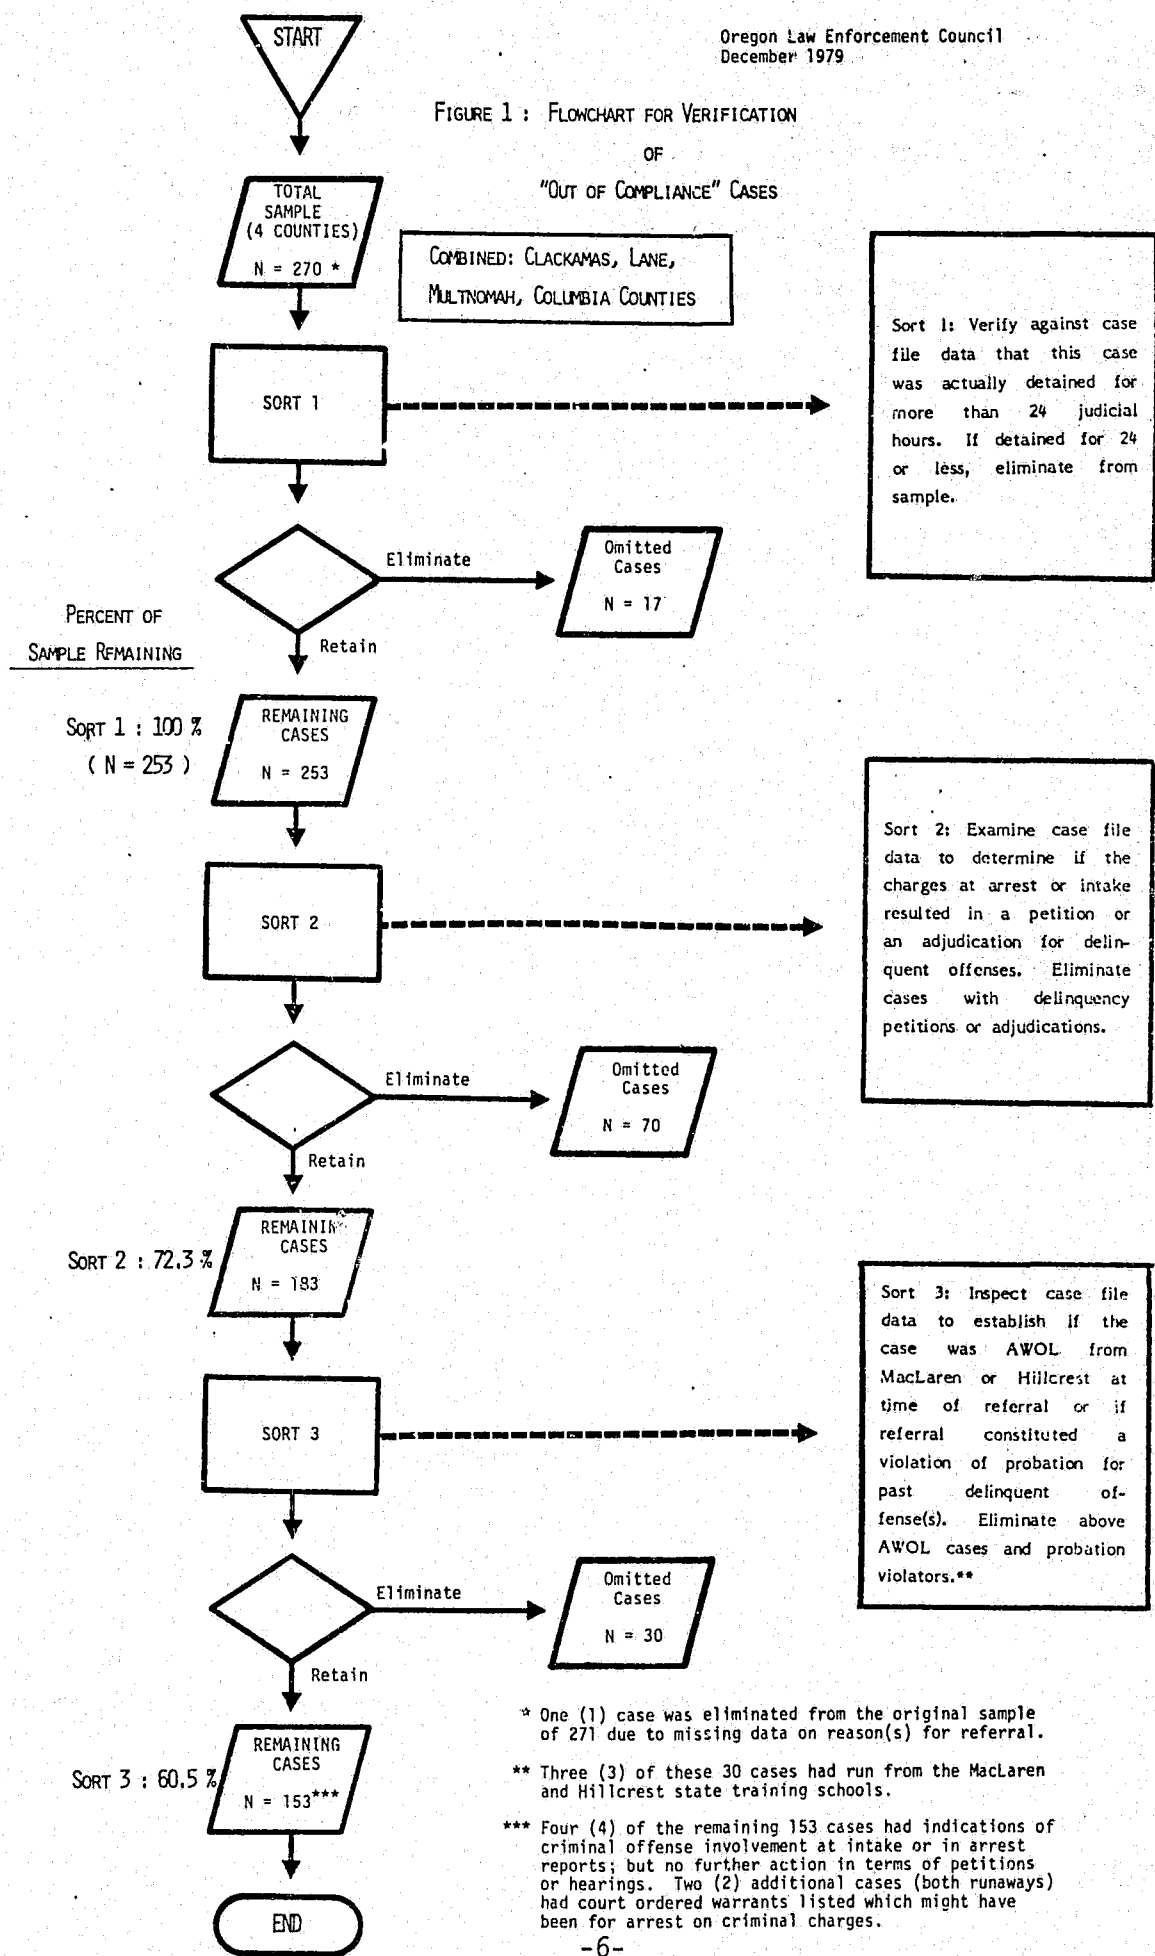 START
Oregon Law Enforcement Council
December 1979
FIGURE 1 : FLOWCHART FOR VERIFICATION
OF
"OUT OF COMPLIANCE" CASES
TOTAL
SAMPLE
(4 COUNTIES)
N = 270 *
COMBINED: CLACKAMAS, LANE,
MULTNOMAH, COLUMBIA COUNTIES
SORT 1
Sort 1: Verify against case
file data that this case
was actually detained for
more than 24 judicial
hours. If detained for 24
or less, eliminate from
sample.
Eliminate
Omitted
Cases
N = 17
Retain
PERCENT OF
SAMPLE REMAINING
SORT 1 : 100 %
( N = 253 )
REMAINING
CASES
N = 253
SORT 2
Sort 2: Examine case file
data to determine if the
charges at arrest or intake
resulted in a petition or
an adjudication for delin-
quent offenses. Eliminate
cases with delinquency
petitions or adjudications.
Eliminate
Omitted
Cases
N = 70
Retain
SORT 2 : 72.3 %
REMAINING
CASES
N = 183
SORT 3
Sort 3: Inspect case file
data to establish if the
case was AWOL from
MacLaren or Hillcrest at
time of referral or if
referral constituted a
violation of probation for
past delinquent of-
fense(s). Eliminate above
AWOL cases and probation
violators.**
Eliminate
Omitted
Cases
N = 30
Retain
SORT 3 : 60.5 %
REMAINING
CASES
N = 153***
END
* One (1) case was eliminated from the original sample
of 271 due to missing data on reason(s) for referral.
** Three (3) of these 30 cases had run from the MacLaren
and Hillcrest state training schools.
*** Four (4) of the remaining 153 cases had indications of
criminal offense involvement at intake or in arrest
reports; but no further action in terms of petitions
or hearings. Two (2) additional cases (both runaways)
had court ordered warrants listed which might have
been for arrest on criminal charges.
-6-